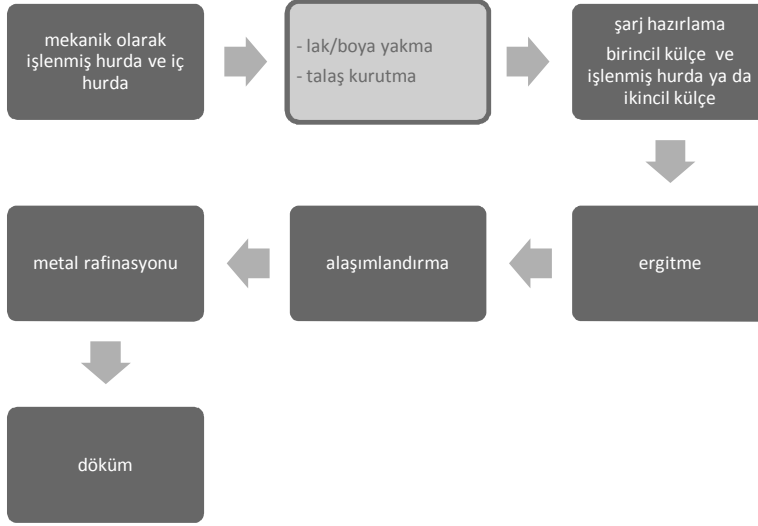 mekanik olarak
işlenmiş hurda ve iç
hurda
- lak/boya yakma
- talaş kurutma
şarj hazırlama
birincil külçe ve
işlenmiş hurda ya da
ikincil külçe
metal rafinasyonu
alaşımlandırma
ergitme
döküm